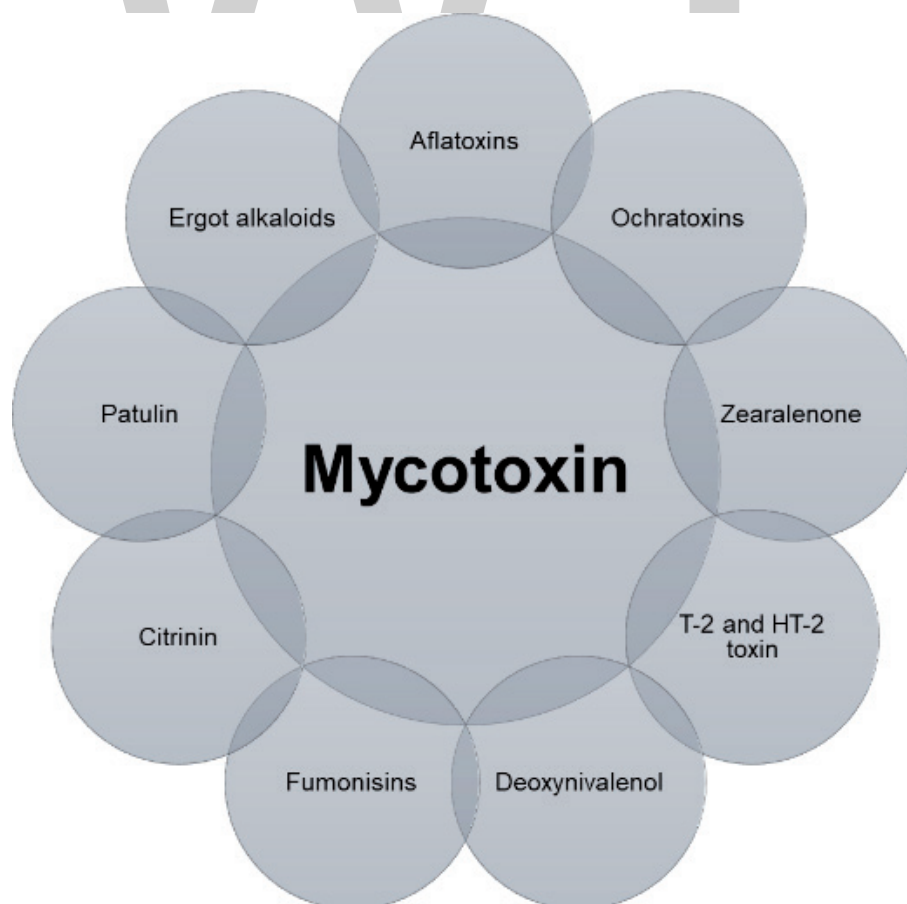 Aflatoxins
Ochratoxins
Zearalenone
T-2 and HT-2
toxin
Deoxynivalenol
Fumonisins
Citrinin
Patulin
Ergot alkaloids
Mycotoxin